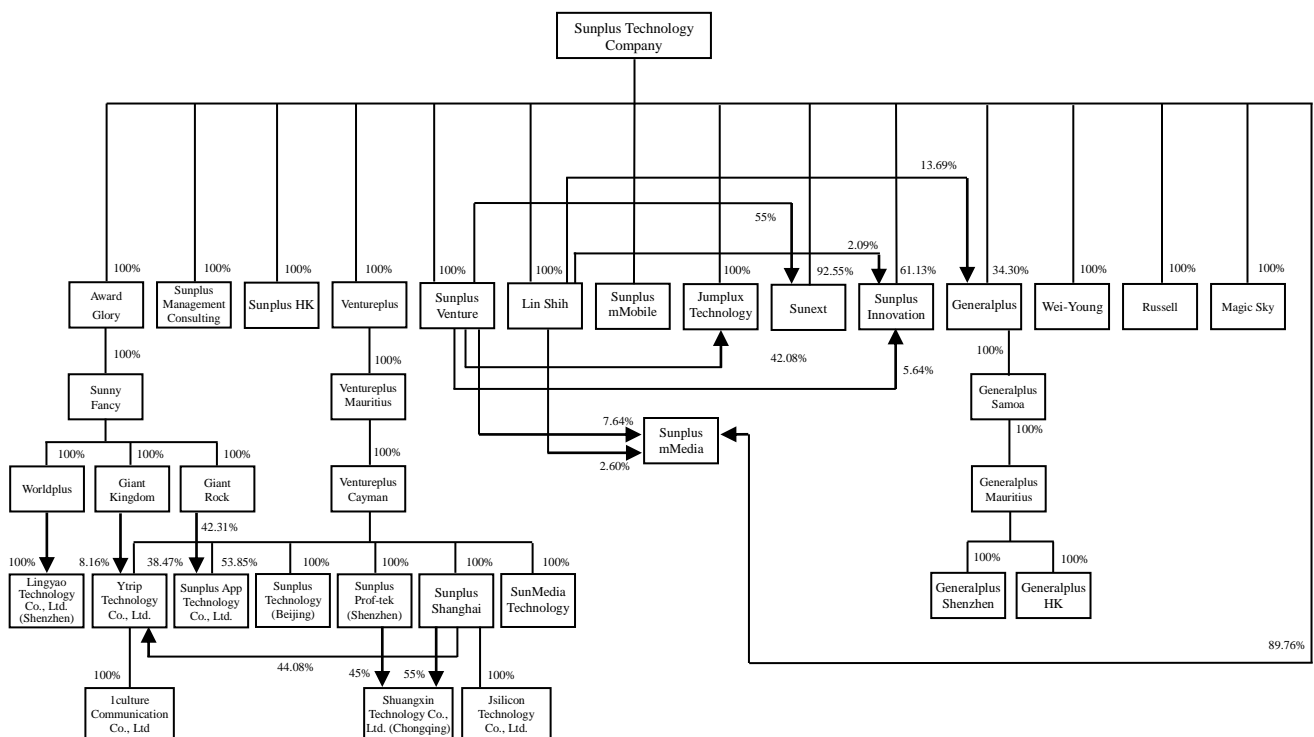 Sunplus Technology
Company
13.69%
55%
2.09%
100%
100%
100%
100%
100%
100%
100%
92.55%
61.13%
34.30%
100%
100%
100%
Award
Glory
Sunplus
Management
Consulting
Sunplus HK
Ventureplus
Sunplus
Venture
Lin Shih
Sunplus
mMobile
Jumplux
Technology
Sunext
Sunplus
Innovation
Generalplus
Wei-Young
Russell
Magic Sky
100%
100%
42.08%
5.64%
100%
Sunny
Fancy
Ventureplus
Mauritius
Generalplus
Samoa
7.64%
Sunplus
mMedia
2.60%
100%
100%
100%
100%
100%
Worldplus
Giant
Kingdom
Giant
Rock
Ventureplus
Cayman
Generalplus
Mauritius
42.31%
100%
8.16%
38.47%
53.85%
100%
100%
100%
100%
100%
100%
Lingyao
Technology
Co., Ltd.
(Shenzhen)
Ytrip
Technology
Co., Ltd.
Sunplus App
Technology
Co., Ltd.
Sunplus
Technology
(Beijing)
Sunplus
Prof-tek
(Shenzhen)
Sunplus
Shanghai
SunMedia
Technology
Generalplus
Shenzhen
Generalplus
HK
44.08%
89.76%
100%
45%
55%
100%
1culture
Communication
Co., Ltd
Shuangxin
Technology Co.,
Ltd. (Chongqing)
Jsilicon
Technology
Co., Ltd.